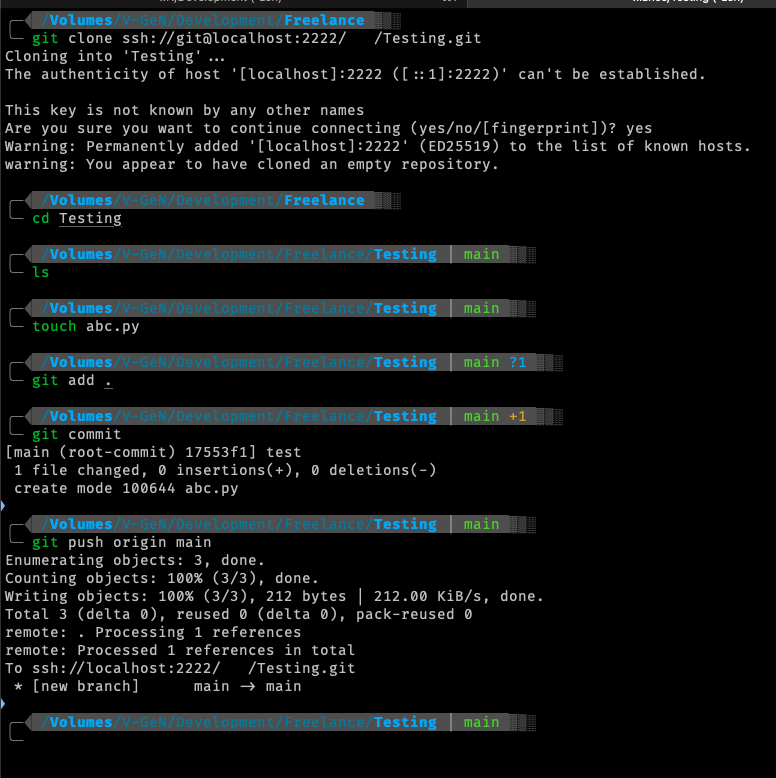 /Volumes/V-GeN/Development/Freelance
git clone ssh://git@localhost:2222/ /Testing.git
Cloning into 'Testing'...
The authenticity of host '[localhost]:2222 ([::1]:2222)' can't be established.
This key is not known by any other names
Are you sure you want to continue connecting (yes/no/[fingerprint])? yes
Warning: Permanently added '[localhost]:2222' (ED25519) to the list of known hosts.
warning: You appear to have cloned an empty repository.
/Volumes/V-GeN/Development/Freelance
cd Testing
/Volumes/V-GeN/Development/Freelance/Testing | main
ls
/Volumes/V-GeN/Development/Freelance/Testing | main
touch abc.py
/Volumes/V-GeN/Development/Freelance/Testing | main ?1
git add .
/Volumes/V-GeN/Development/Freelance/Testing | main +1
git commit
[main (root-commit) 17553f1] test
1 file changed, 0 insertions(+), 0 deletions(-)
create mode 100644 abc.py
/Volumes/V-GeN/Development/Freelance/Testing | main
git push origin main
Enumerating objects: 3, done.
Counting objects: 100% (3/3), done.
Writing objects: 100% (3/3), 212 bytes | 212.00 KiB/s, done.
Total 3 (delta 0), reused 0 (delta 0), pack-reused 0
remote: . Processing 1 references
remote: Processed 1 references in total
To ssh://localhost:2222/ /Testing.git
* [new branch] main -> main
/Volumes/V-GeN/Development/Freelance/Testing | main